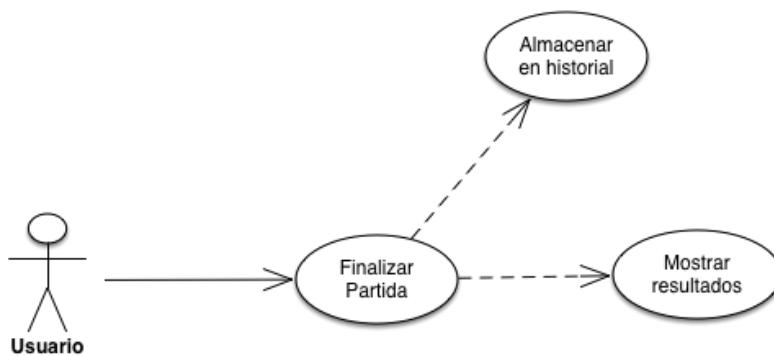 Almacenar
en historial
Finalizar
Partida
Mostrar
resultados
Usuario